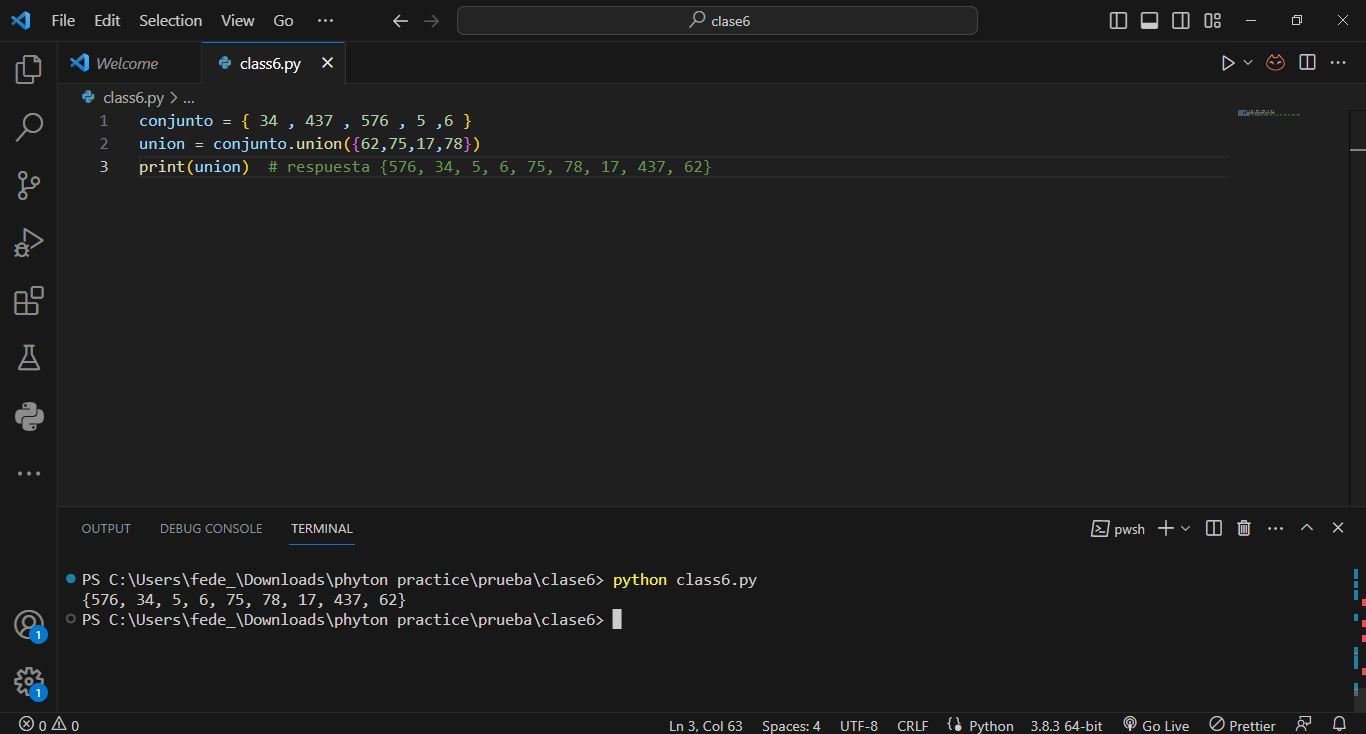 File Edit Selection View Go ··· clase6
Welcome class6.py
class6.py > ...
1 conjunto = { 34 , 437 , 576 , 5 ,6 }
2 union = conjunto.union({62,75,17,78})
3 print(union)  # respuesta {576, 34, 5, 6, 75, 78, 17, 437, 62}
OUTPUT DEBUG CONSOLE TERMINAL pwsh
PS C:\Users\fede_\Downloads\phyton practice\prueba\clase6> python class6.py
{576, 34, 5, 6, 75, 78, 17, 437, 62}
PS C:\Users\fede_\Downloads\phyton practice\prueba\clase6>
1
1
0 0 Ln 3, Col 63 Spaces: 4 UTF-8 CRLF Python 3.8.3 64-bit Go Live Prettier